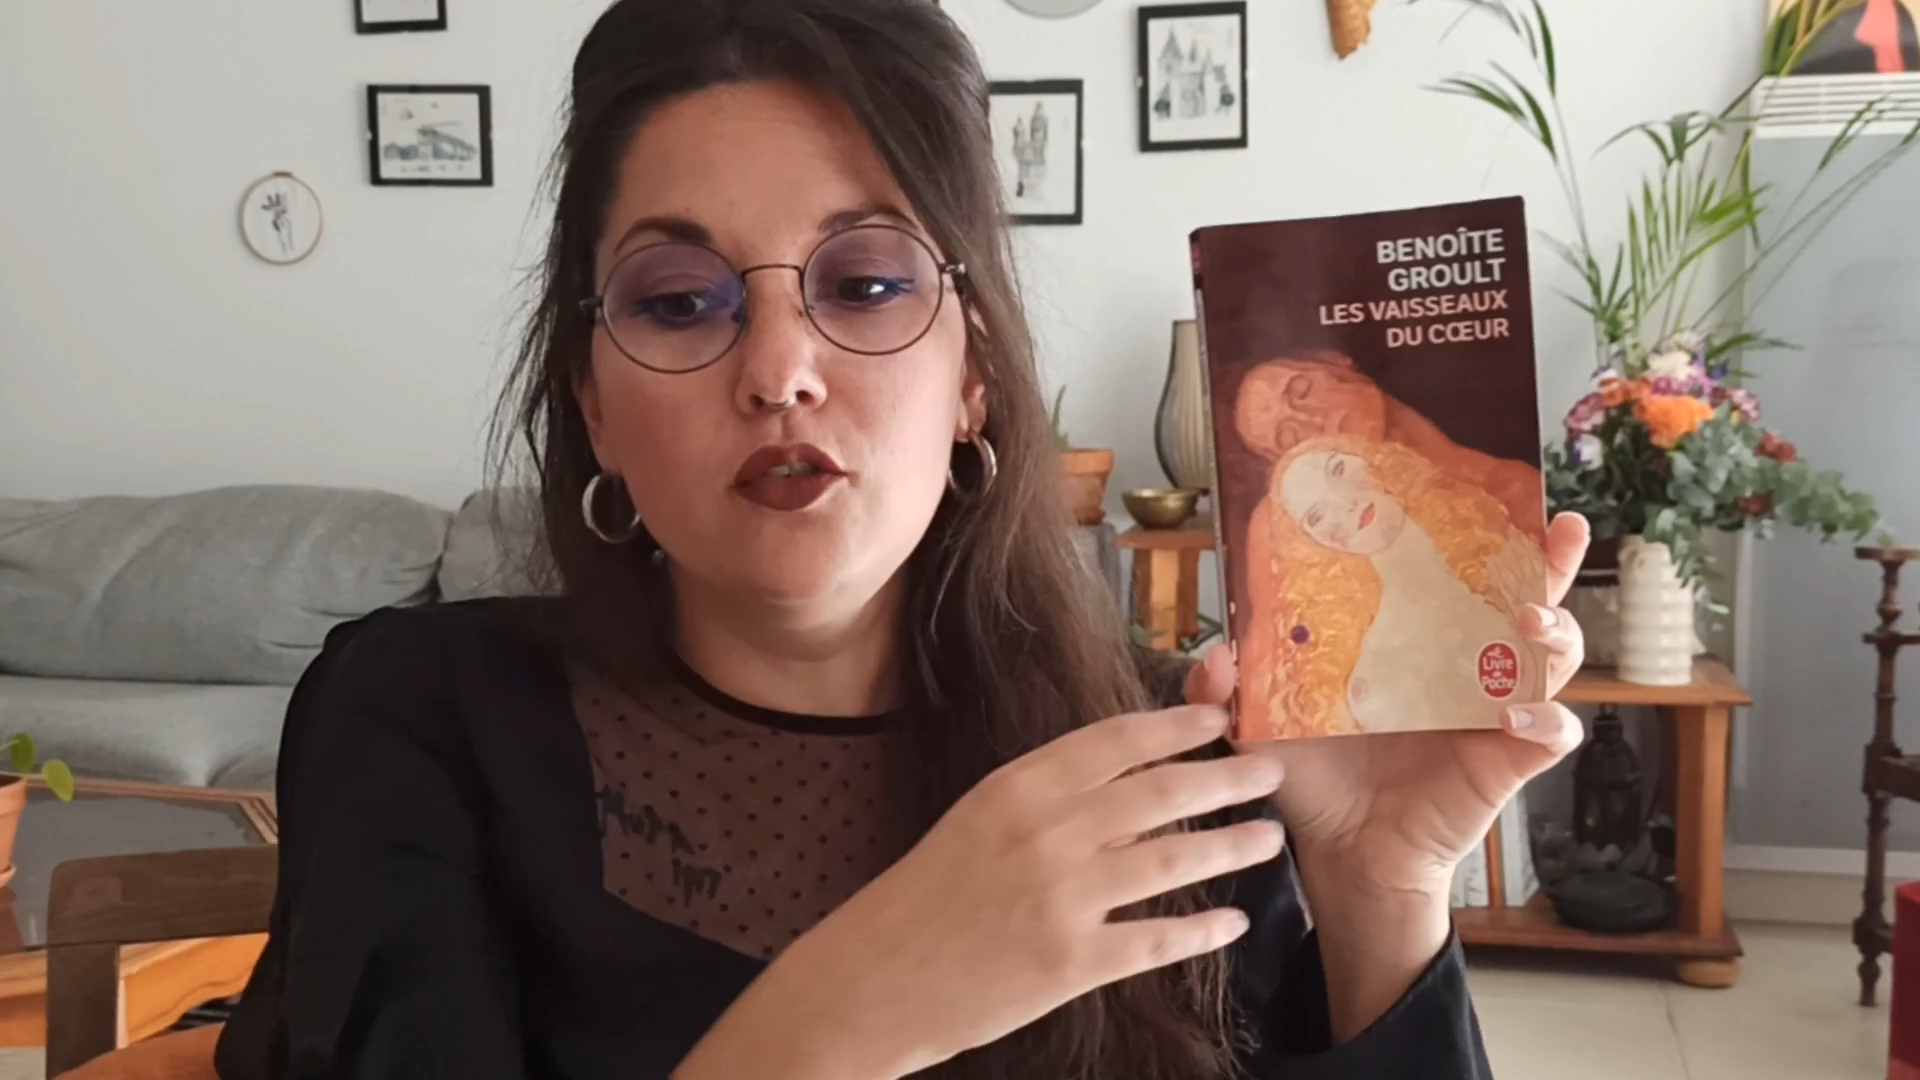 BENOÎTE
GROULT
LES VAISSEAUX
DU CŒUR
Le
Livre
de
Poche